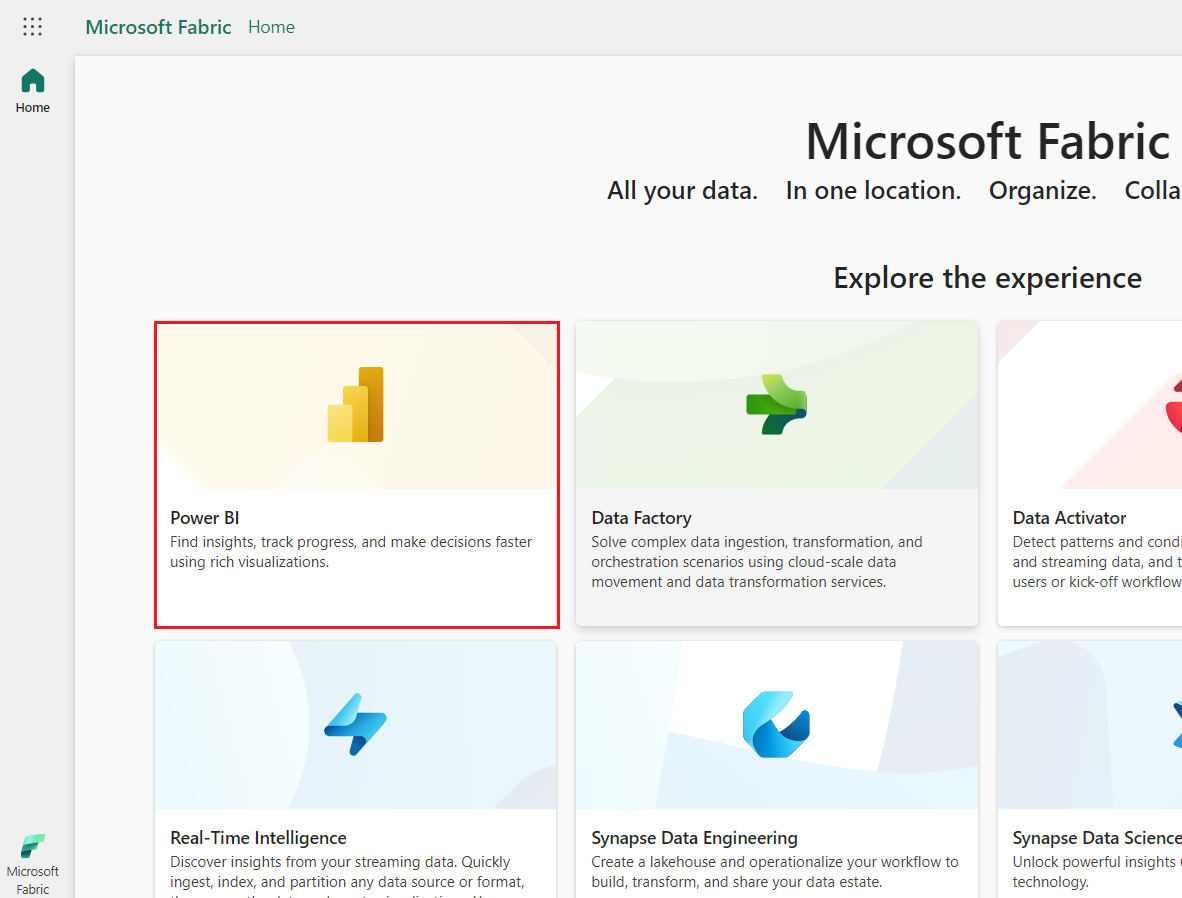 Microsoft Fabric Home
Home
Microsoft Fabric
All your data. In one location. Organize.
Explore the experience
Power BI
Find insights, track progress, and make decisions faster
using rich visualizations.
Data Factory
Solve complex data ingestion, transformation, and
orchestration scenarios using cloud-scale data
movement and data transformation services.
Data Activator
Detect patterns and
and streaming data, and
users or kick-off workflow
Real-Time Intelligence
Discover insights from your streaming data. Quickly
ingest, index, and partition any data source or format,
Synapse Data Engineering
Create a lakehouse and operationalize your workflow to
build, transform, and share your data estate.
Synapse Data Science
Unlock powerful insights
technology.
Microsoft
Fabric